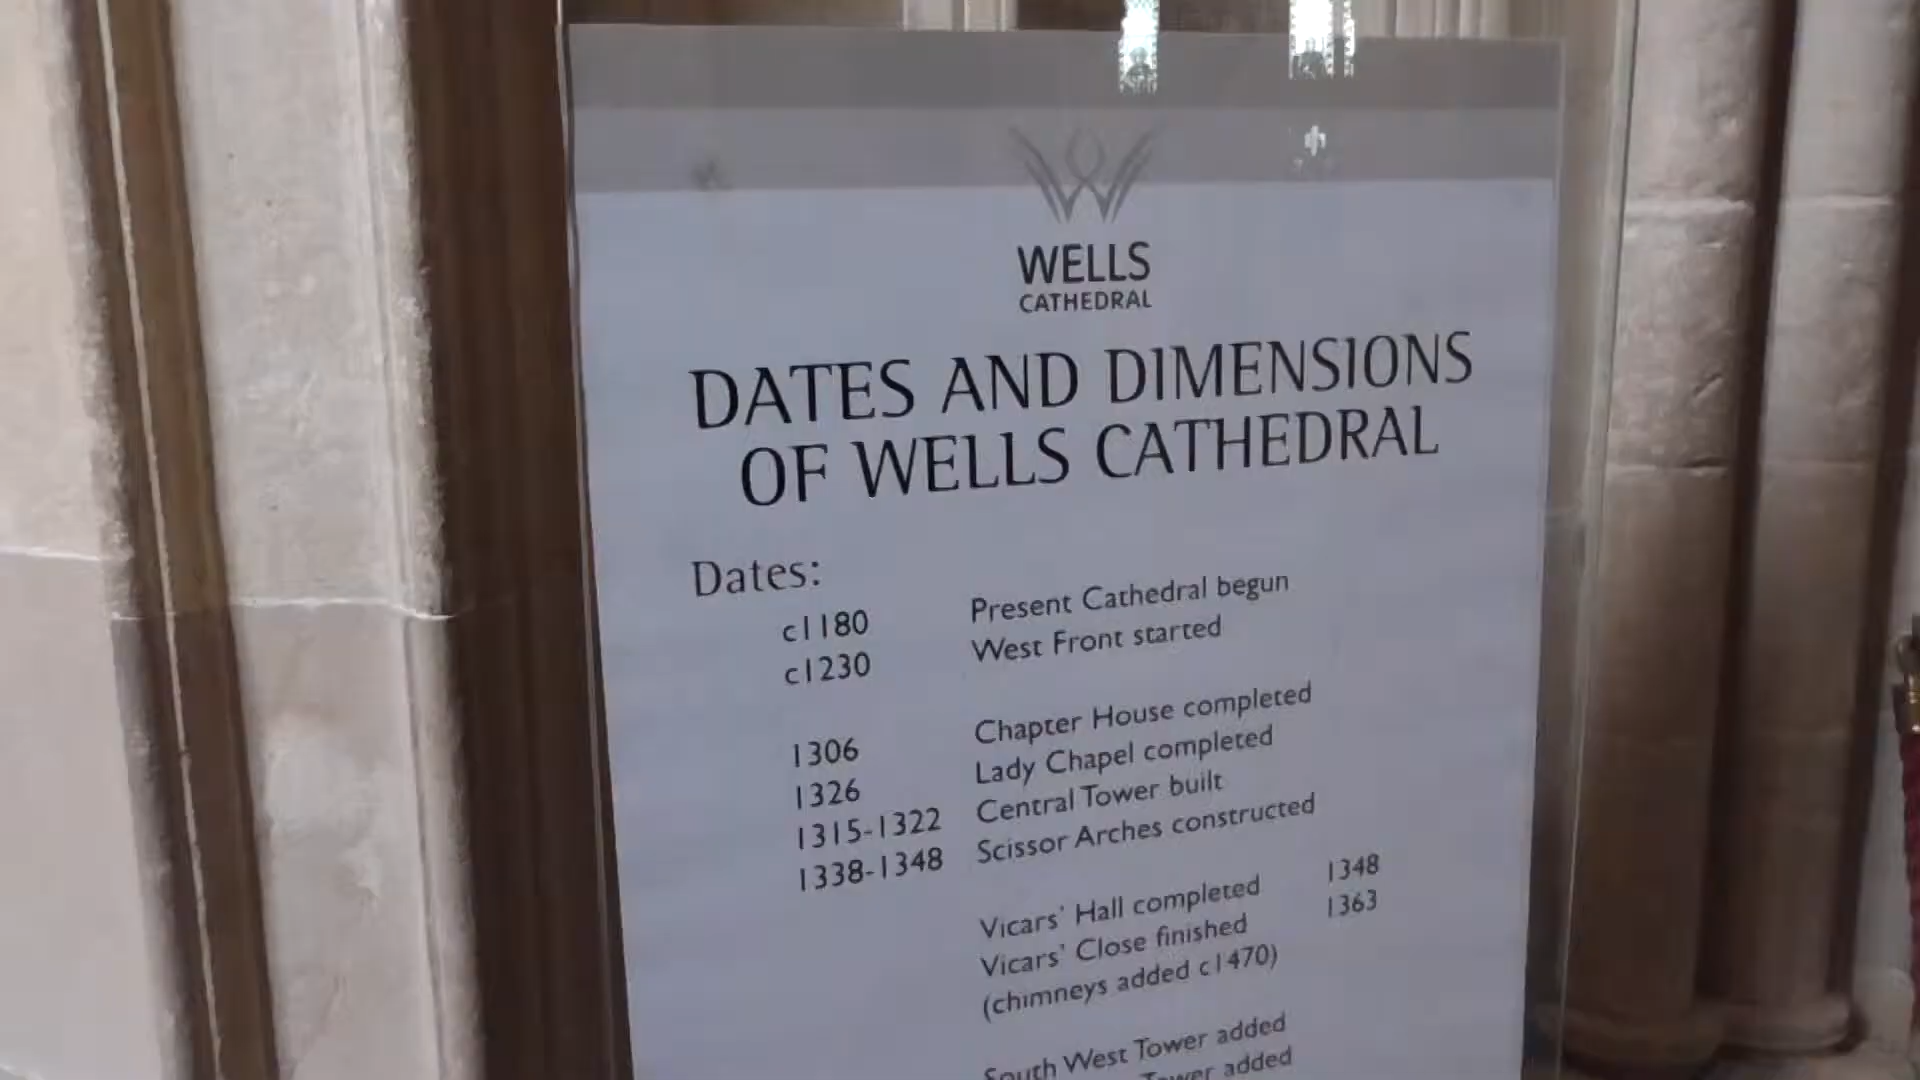 WELLS
CATHEDRAL
DATES AND DIMENSIONS
OF WELLS CATHEDRAL
Dates:
c1180 Present Cathedral begun
c1230 West Front started
1306 Chapter House completed
1326 Lady Chapel completed
1315-1322 Central Tower built
1338-1348 Scissor Arches constructed
Vicars' Hall completed 1348
Vicars' Close finished 1363
(chimneys added c1470)
South West Tower added
Tower added